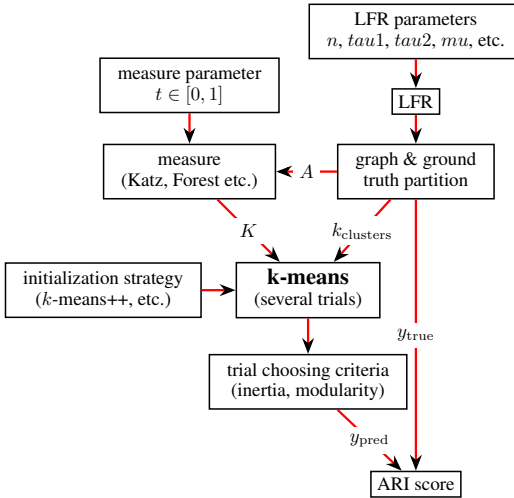 LFR parameters
n, tau1, tau2, mu, etc.
measure parameter
t ∈ [0, 1]
LFR
measure
(Katz, Forest etc.)
A
graph & ground
truth partition
K
k_clusters
initialization strategy
(k-means++, etc.)
k-means
(several trials)
y_true
trial choosing criteria
(inertia, modularity)
y_pred
ARI score